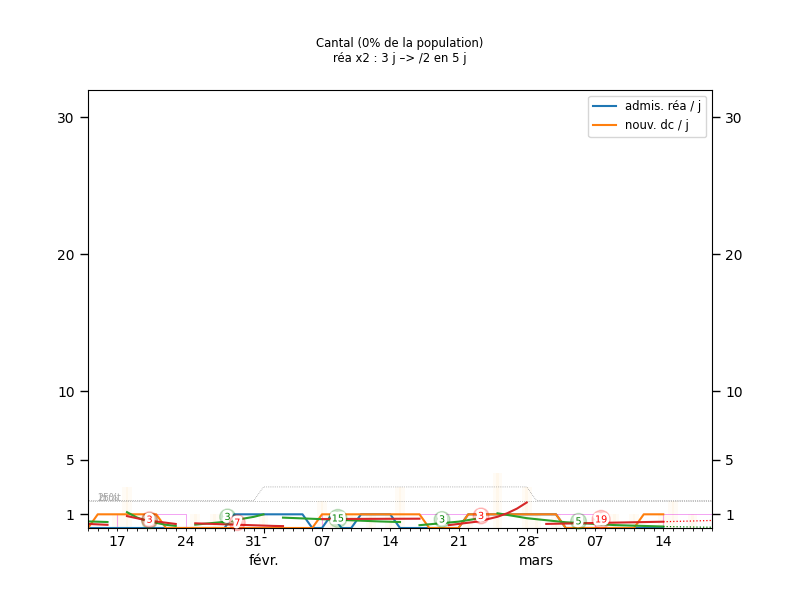 Cantal (0% de la population)
réa x2 : 3 j –> /2 en 5 j
admis. réa / j
nouv. dc / j
30 30
20 20
10 10
5 5
1 1
3 3 7 15 3 3 5 19
17 24 31 07 14 21 28 07 14
févr. mars